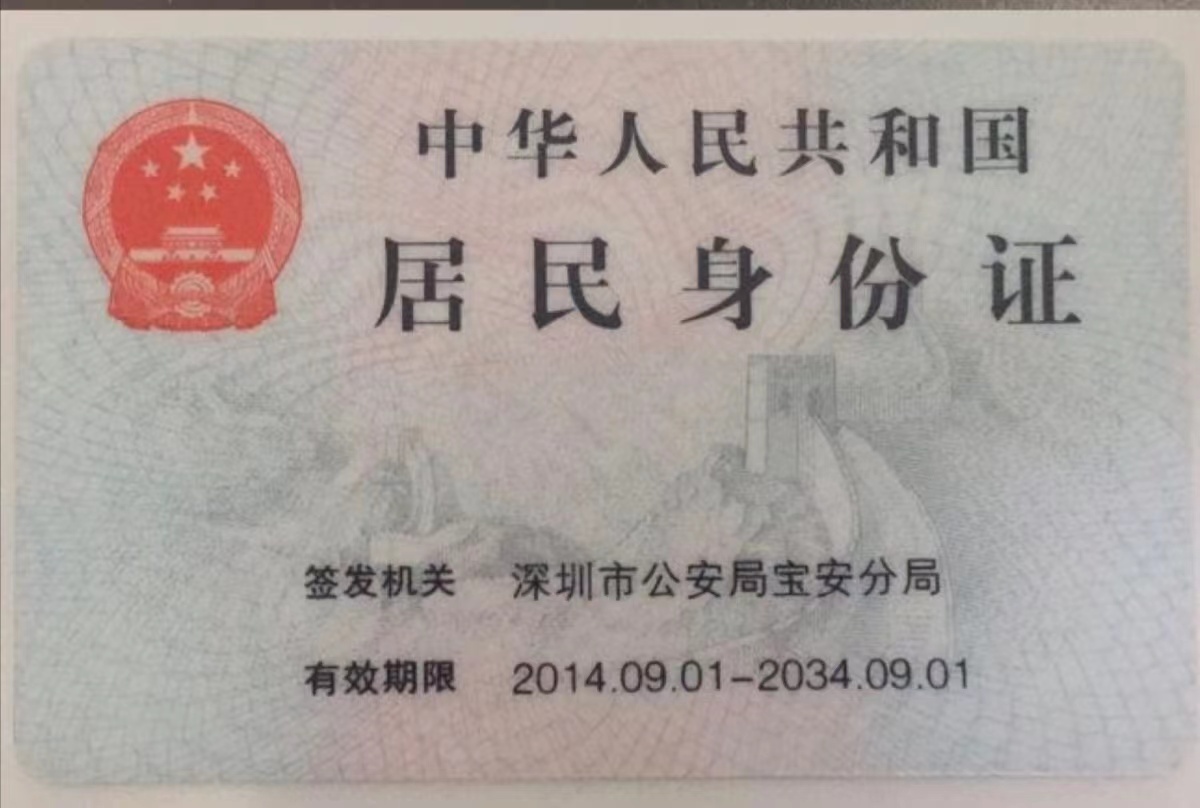 中华人民共和国
居民身份证
签发机关 深圳市公安局宝安分局
有效期限 2014.09.01-2034.09.01